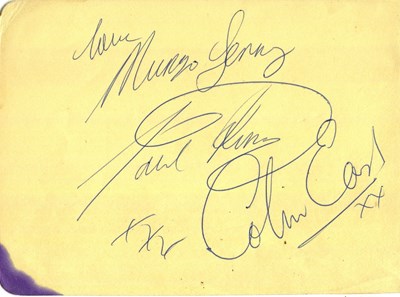 love
Mungo Jerry
Paul King
Colin Earl
xxx
xx